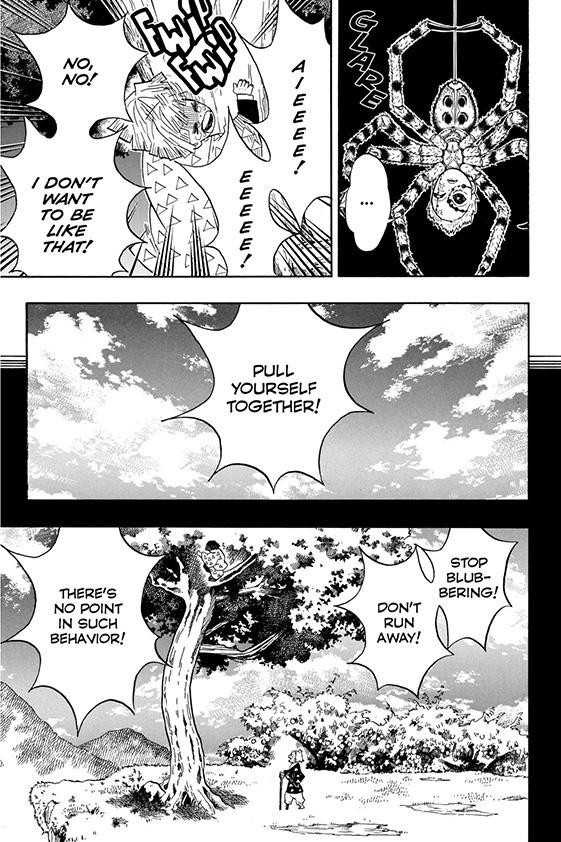 GLARE
...
FWIP
FWIP
AIEEEE!
EEEEE!
NO,
NO!
I DON'T
WANT
TO BE
LIKE
THAT!
PULL
YOURSELF
TOGETHER!
STOP
BLUB-
BERING!
DON'T
RUN
AWAY!
THERE'S
NO POINT
IN SUCH
BEHAVIOR!